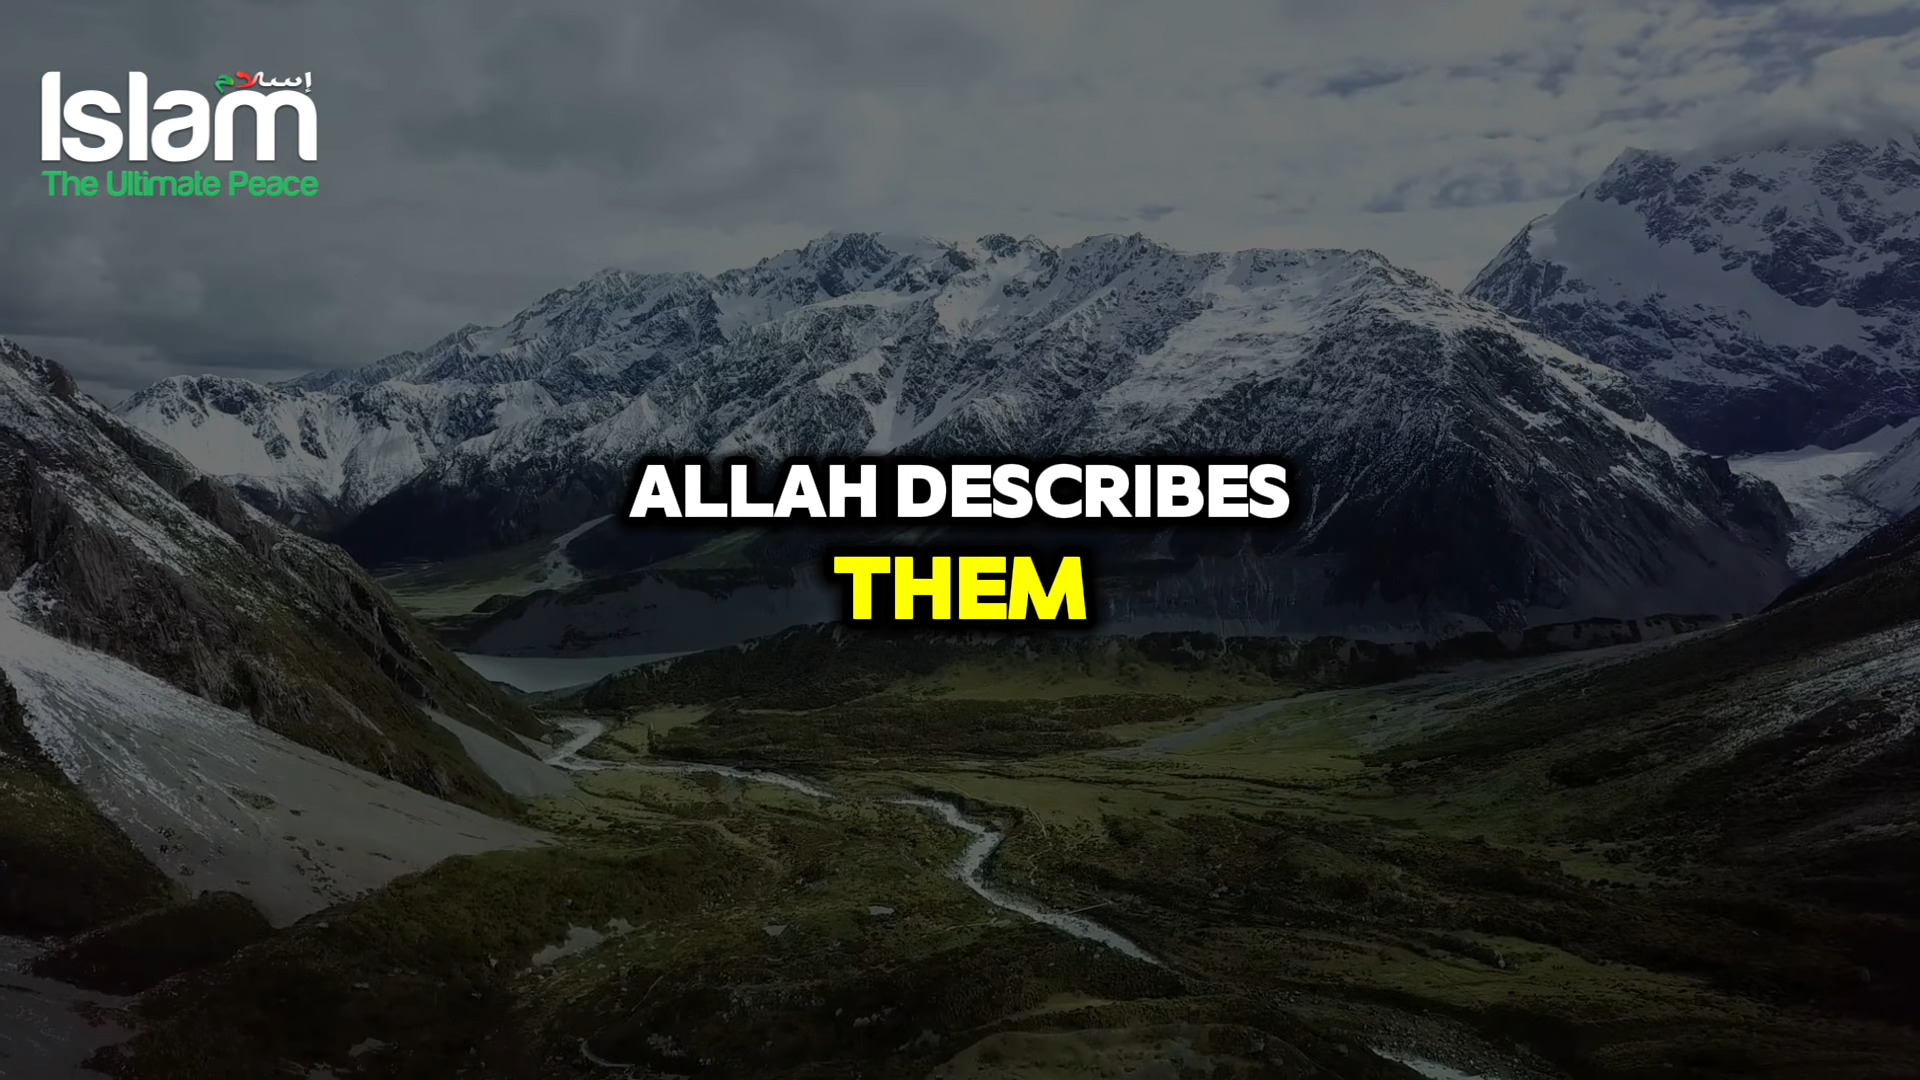 إسلام
Islam
The Ultimate Peace
ALLAH DESCRIBES
THEM